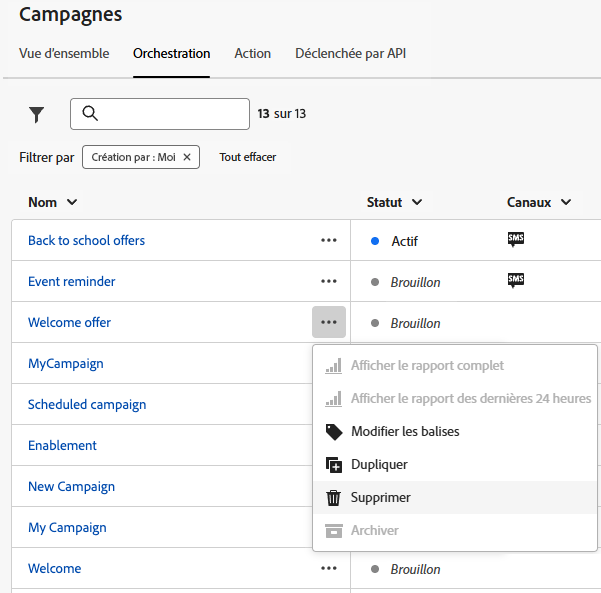 Campagnes
Vue d'ensemble Orchestration Action Déclenchée par API
13 sur 13
Filtrer par Création par : Moi × Tout effacer
Nom Statut Canaux
Back to school offers ••• Actif SMS
Event reminder ••• Brouillon SMS
Welcome offer ••• Brouillon
MyCampaign
Afficher le rapport complet
Scheduled campaign
Afficher le rapport des dernières 24 heures
Enablement
Modifier les balises
Dupliquer
New Campaign
Supprimer
My Campaign
Archiver
Welcome ••• Brouillon